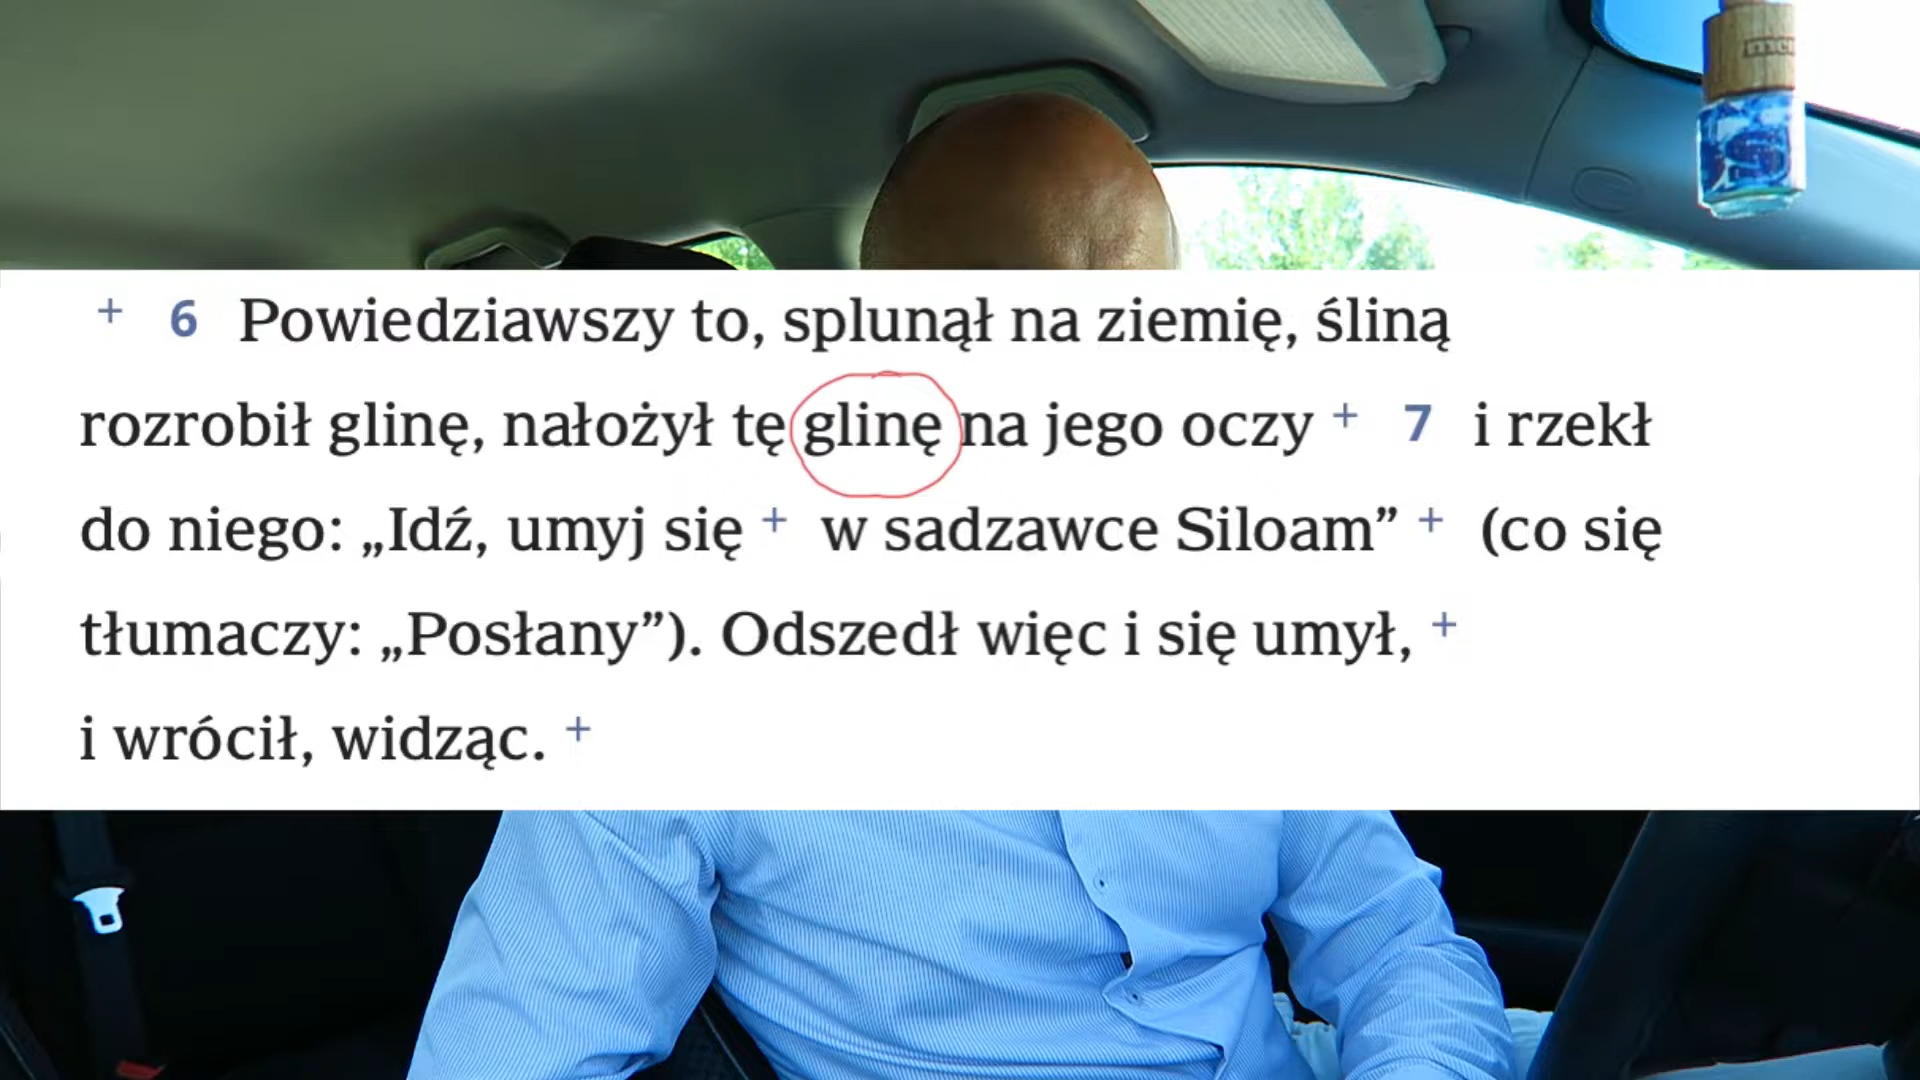 + 6 Powiedziawszy to, splunął na ziemię, śliną
rozrobił glinę, nałożył tę glinę na jego oczy + 7 i rzekł
do niego: „Idź, umyj się + w sadzawce Siloam” + (co się
tłumaczy: „Posłany”). Odszedł więc i się umył, +
i wrócił, widząc. +